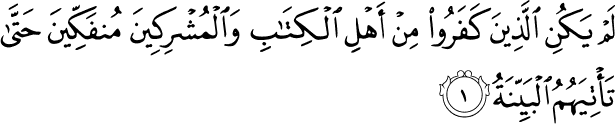 لَمۡ يَكُنِ ٱلَّذِينَ كَفَرُواْ مِنۡ أَهۡلِ ٱلۡكِتَٰبِ وَٱلۡمُشۡرِكِينَ مُنفَكِّينَ حَتَّىٰ
تَأۡتِيَهُمُ ٱلۡبَيِّنَةُ ١